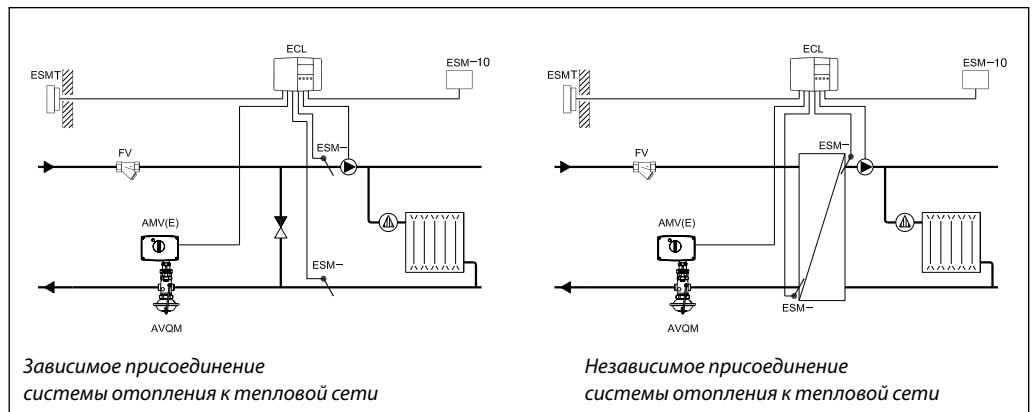 ECL
ESMT
ESM-10
ESM-
FV
AMV(E)
ESM-
AVQM
Зависимое присоединение
системы отопления к тепловой сети
ECL
ESMT
ESM-10
ESM-
FV
AMV(E)
ESM-
AVQM
Независимое присоединение
системы отопления к тепловой сети